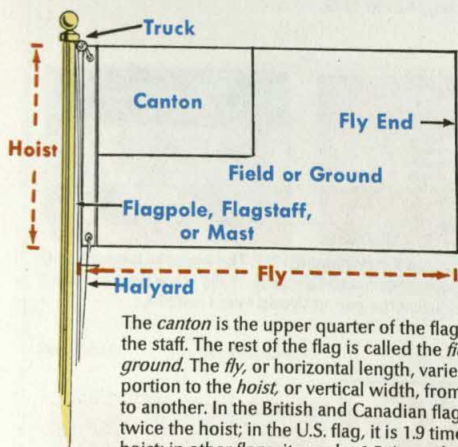 Truck
Canton
Fly End
Hoist
Field or Ground
Flagpole, Flagstaff,
or Mast
Fly
Halyard
The canton is the upper quarter of the flag
the staff. The rest of the flag is called the
ground. The fly, or horizontal length, varie
portion to the hoist, or vertical width, from
to another. In the British and Canadian flag
twice the hoist; in the U.S. flag, it is 1.9 tim